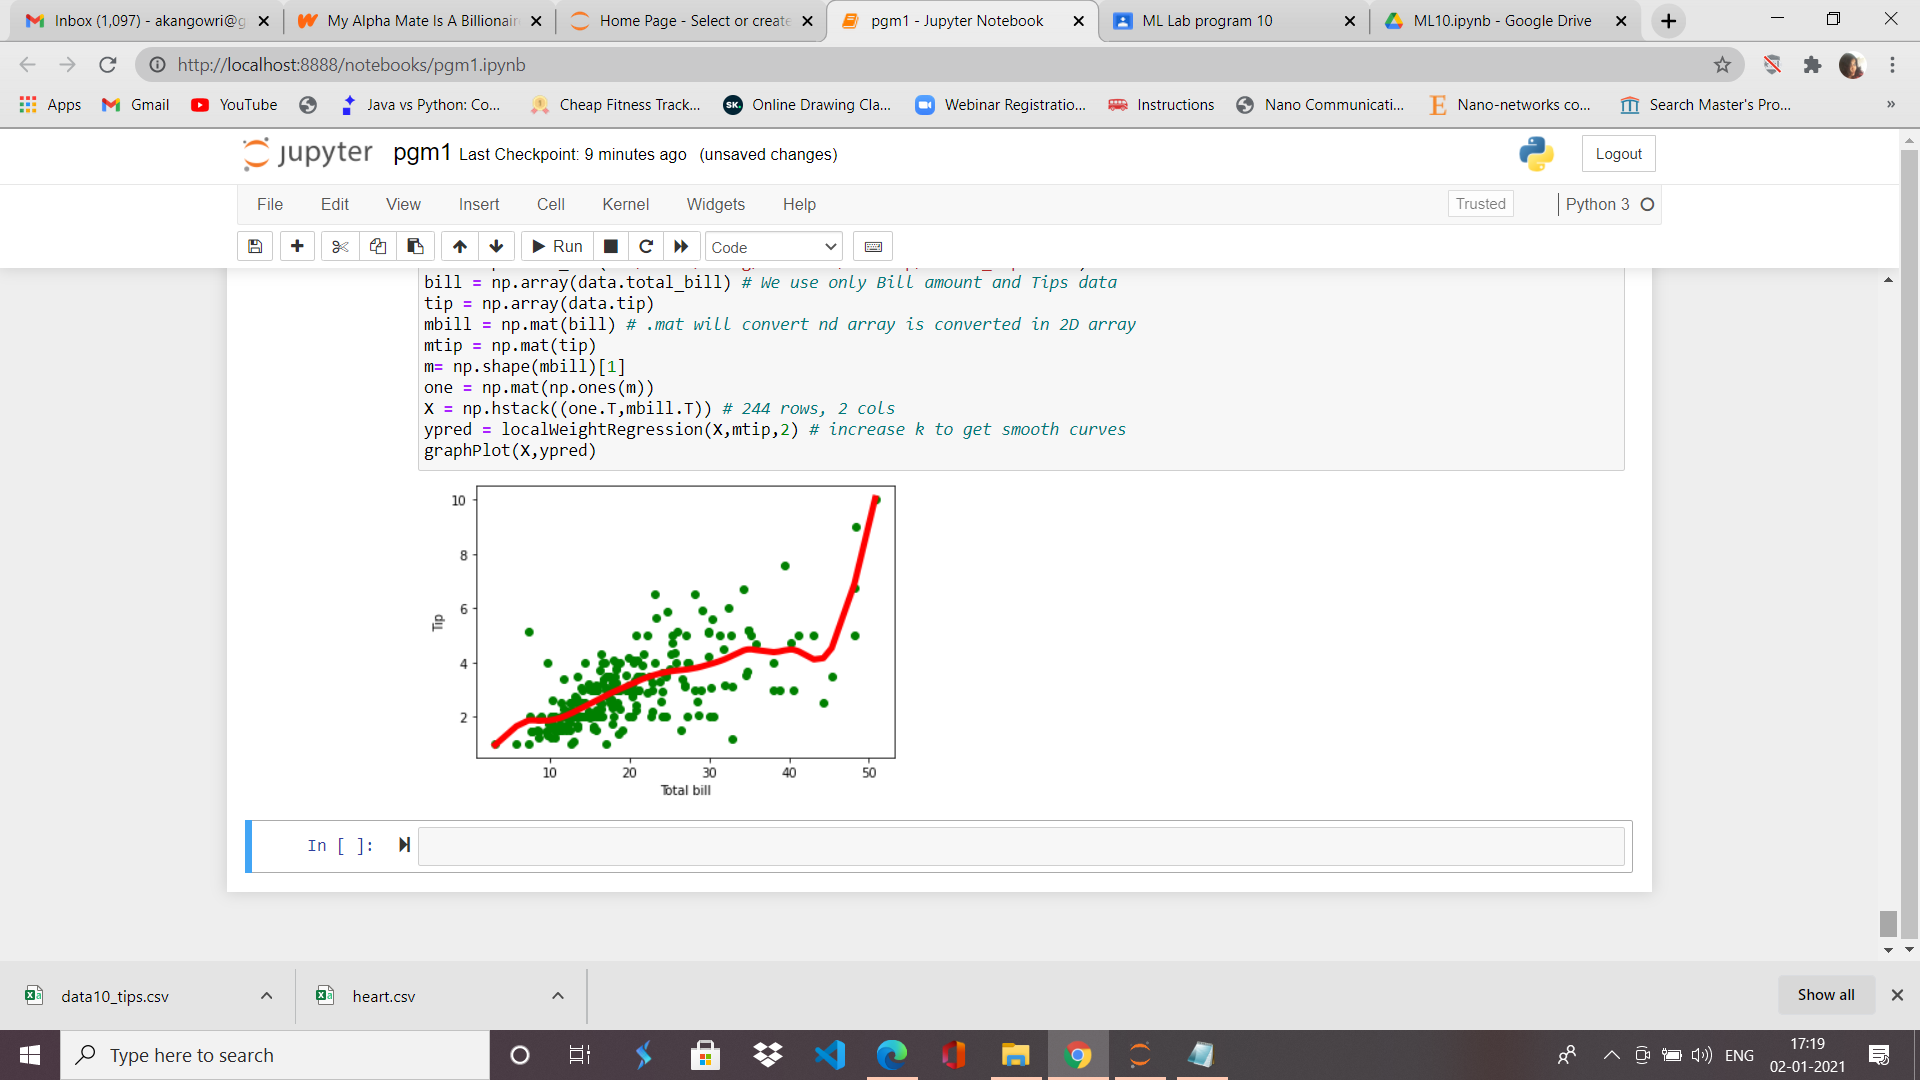 Inbox (1,097) - akangowri@g
My Alpha Mate Is A Billionair
Home Page - Select or create
pgm1 - Jupyter Notebook
ML Lab program 10
ML10.ipynb - Google Drive
http://localhost:8888/notebooks/pgm1.ipynb
Apps
Gmail
YouTube
Java vs Python: Co...
Cheap Fitness Track...
SK.
Online Drawing Cla...
Webinar Registratio...
Instructions
Nano Communicati...
E
Nano-networks co...
Search Master's Pro...
»
jupyter pgm1 Last Checkpoint: 9 minutes ago (unsaved changes)
Logout
File Edit View Insert Cell Kernel Widgets Help
Trusted
Python 3
Run
Code
bill = np.array(data.total_bill) # We use only Bill amount and Tips data
tip = np.array(data.tip)
mbill = np.mat(bill) # .mat will convert nd array is converted in 2D array
mtip = np.mat(tip)
m= np.shape(mbill)[1]
one = np.mat(np.ones(m))
X = np.hstack((one.T,mbill.T)) # 244 rows, 2 cols
ypred = localWeightRegression(X,mtip,2) # increase k to get smooth curves
graphPlot(X,ypred)
10
8
6
4
2
Tip
10 20 30 40 50
Total bill
In [ ]:
data10_tips.csv
heart.csv
Show all
Type here to search
ENG
17:19
02-01-2021